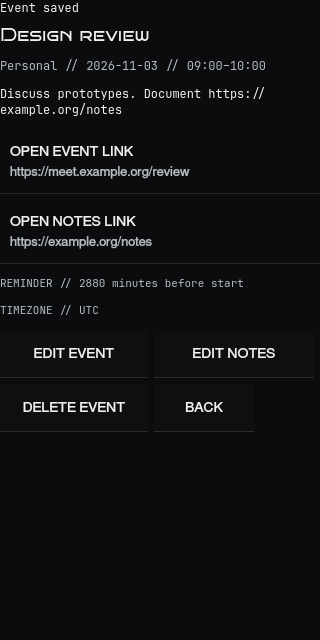 Event saved
Design review
Personal // 2026-11-03 // 09:00–10:00
Discuss prototypes. Document https://
example.org/notes
OPEN EVENT LINK
https://meet.example.org/review
OPEN NOTES LINK
https://example.org/notes
REMINDER // 2880 minutes before start
TIMEZONE // UTC
EDIT EVENT
EDIT NOTES
DELETE EVENT
BACK